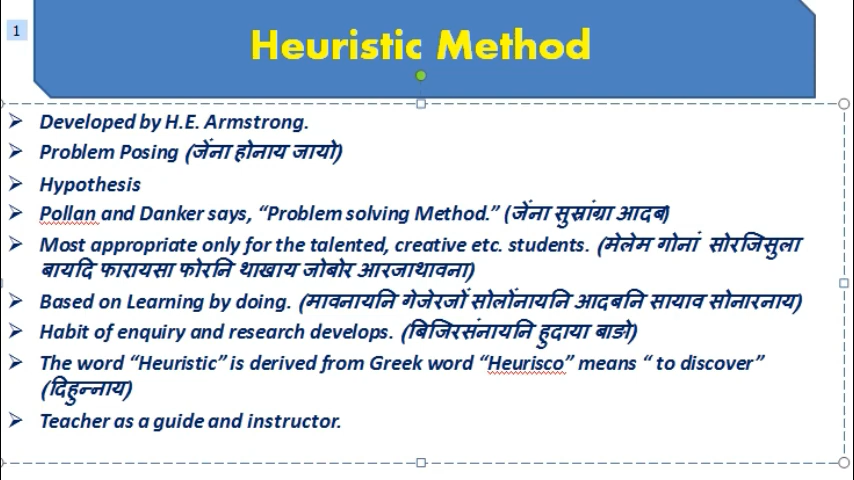 1
Heuristic Method
Developed by H.E. Armstrong.
Problem Posing (जेंना होनाय जायो)
Hypothesis
Pollan and Danker says, “Problem solving Method.” (जेंना सुस्रांग्रा आदब)
Most appropriate only for the talented, creative etc. students. (मेलेम गोनां सोरजिसुला
बायदि फारायसा फोरनि थाखाय जोबोर आरजाथावना)
Based on Learning by doing. (मावनायनि गेजेरजों सोलोंनायनि आदबनि सायाव सोनारनाय)
Habit of enquiry and research develops. (बिजिरसंनायनि हुदाया बाङो)
The word “Heuristic” is derived from Greek word “Heurisco” means “ to discover”
(दिहुन्नाय)
Teacher as a guide and instructor.